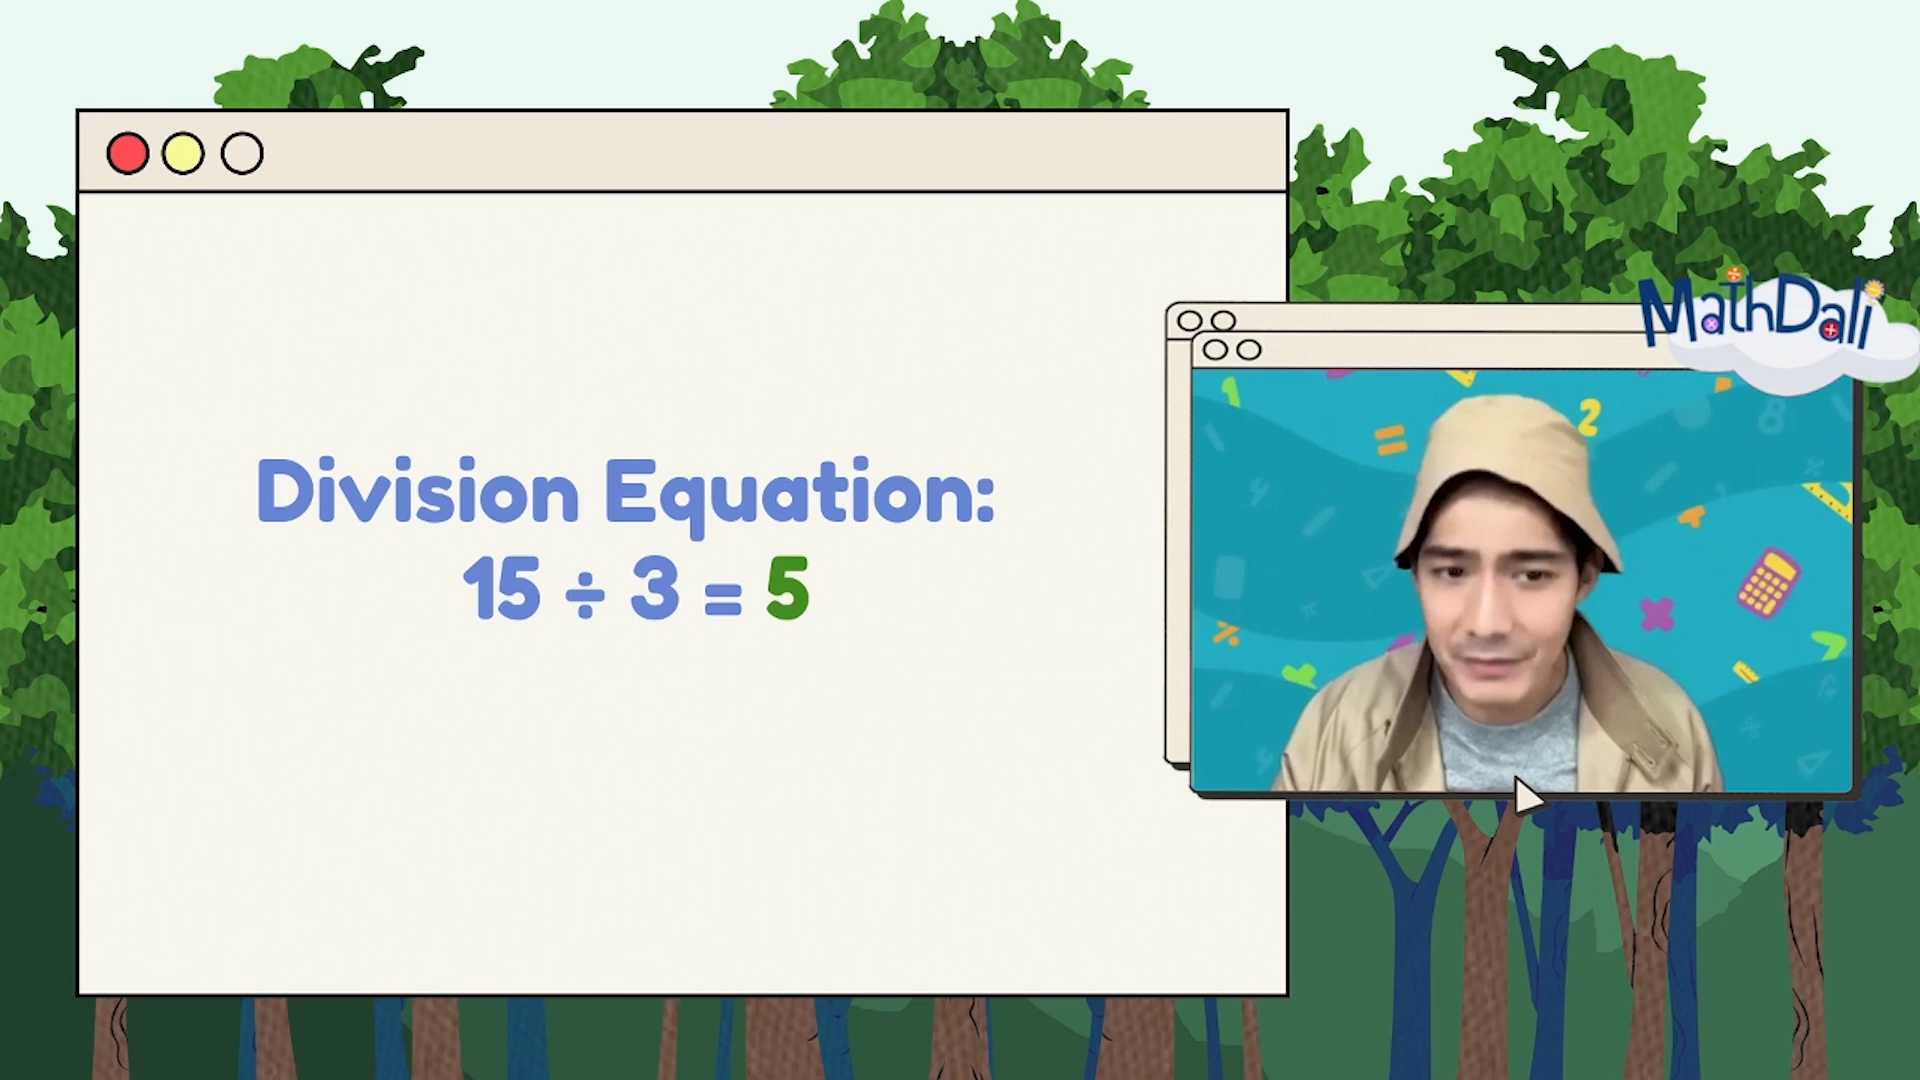 MathDali
Division Equation:
15 ÷ 3 = 5